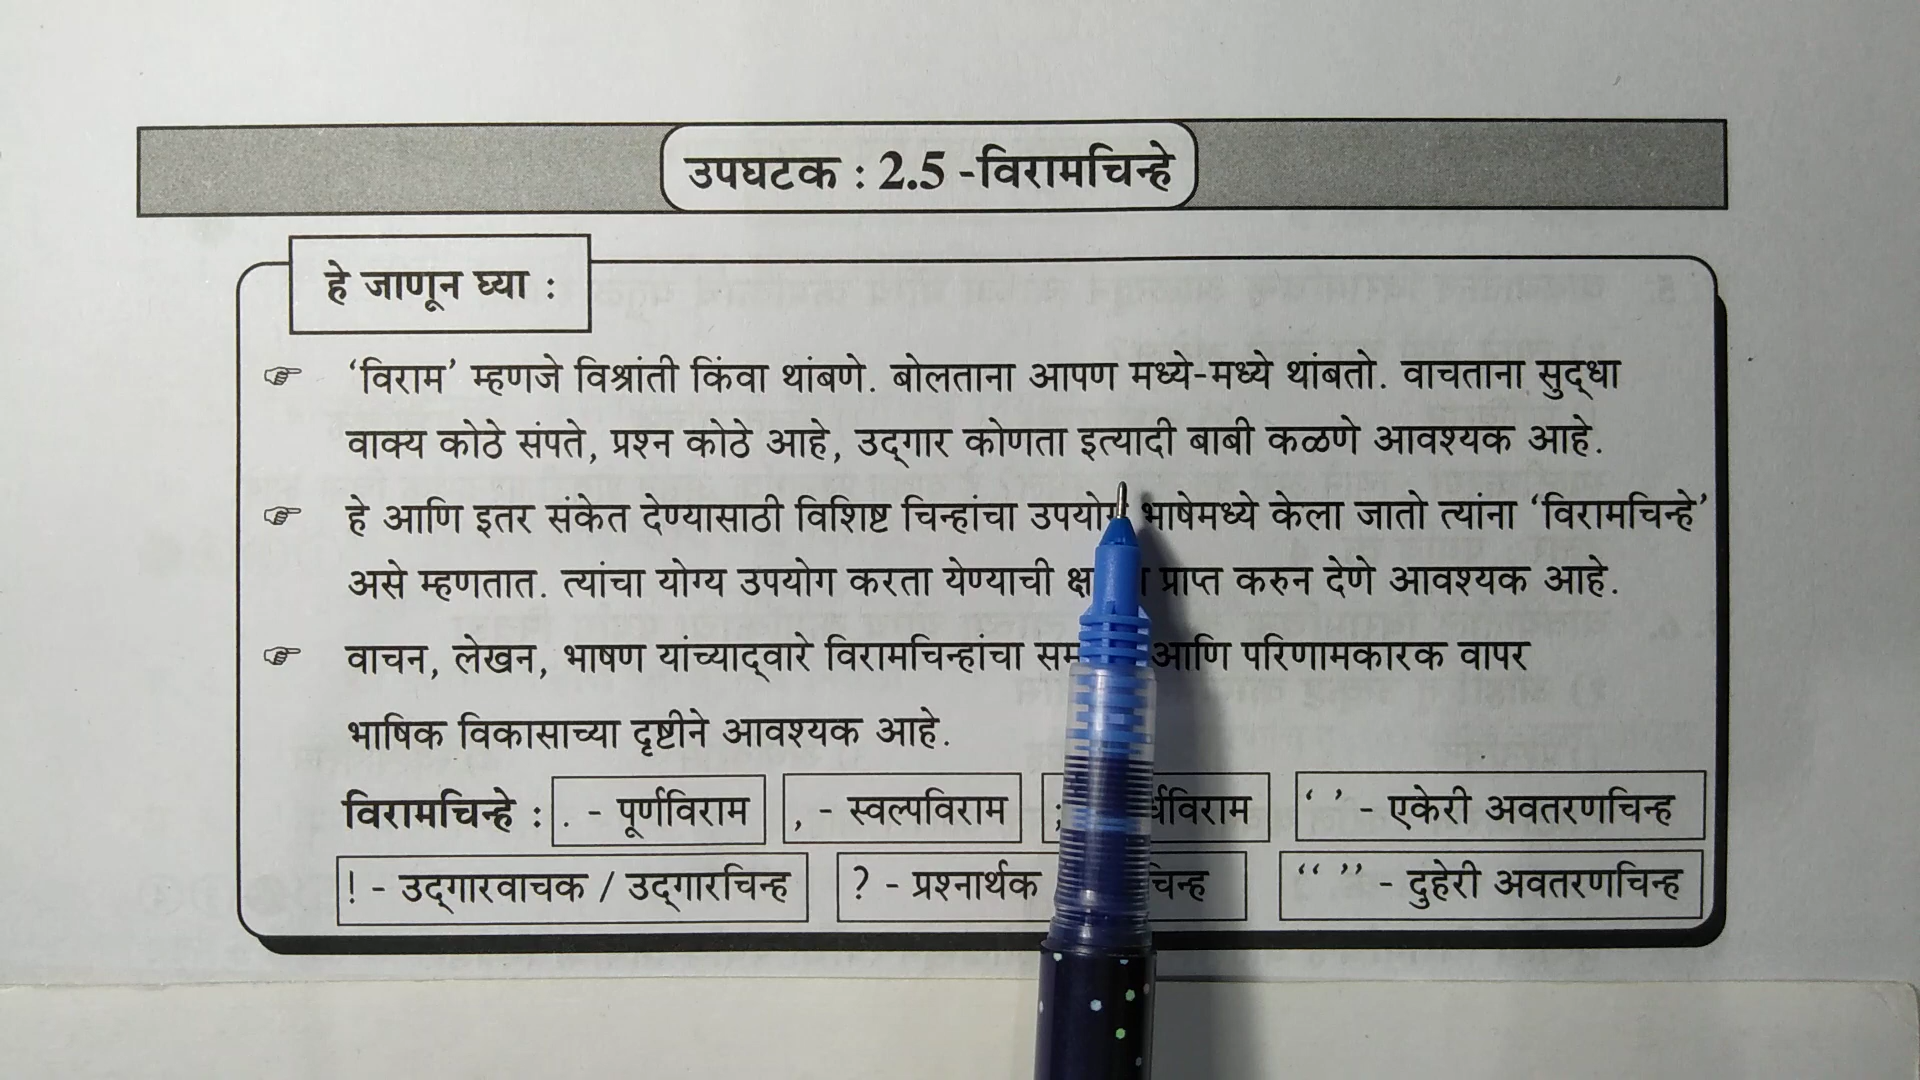 उपघटक : 2.5 -विरामचिन्हे
हे जाणून घ्या :
‘विराम’ म्हणजे विश्रांती किंवा थांबणे. बोलताना आपण मध्ये-मध्ये थांबतो. वाचताना सुद्धा
वाक्य कोठे संपते, प्रश्न कोठे आहे, उद्गार कोणता इत्यादी बाबी कळणे आवश्यक आहे.
हे आणि इतर संकेत देण्यासाठी विशिष्ट चिन्हांचा उपयोग भाषेमध्ये केला जातो त्यांना ‘विरामचिन्हे’
असे म्हणतात. त्यांचा योग्य उपयोग करता येण्याची प्राप्त करुन देणे आवश्यक आहे.
वाचन, लेखन, भाषण यांच्याद्वारे विरामचिन्हांचा आणि परिणामकारक वापर
भाषिक विकासाच्या दृष्टीने आवश्यक आहे.
विरामचिन्हे : . - पूर्णविराम , - स्वल्पविराम ; ‘ ’ - एकेरी अवतरणचिन्ह
! - उद्गारवाचक / उद्गारचिन्ह ? - प्रश्नार्थक चिन्ह “ ” - दुहेरी अवतरणचिन्ह